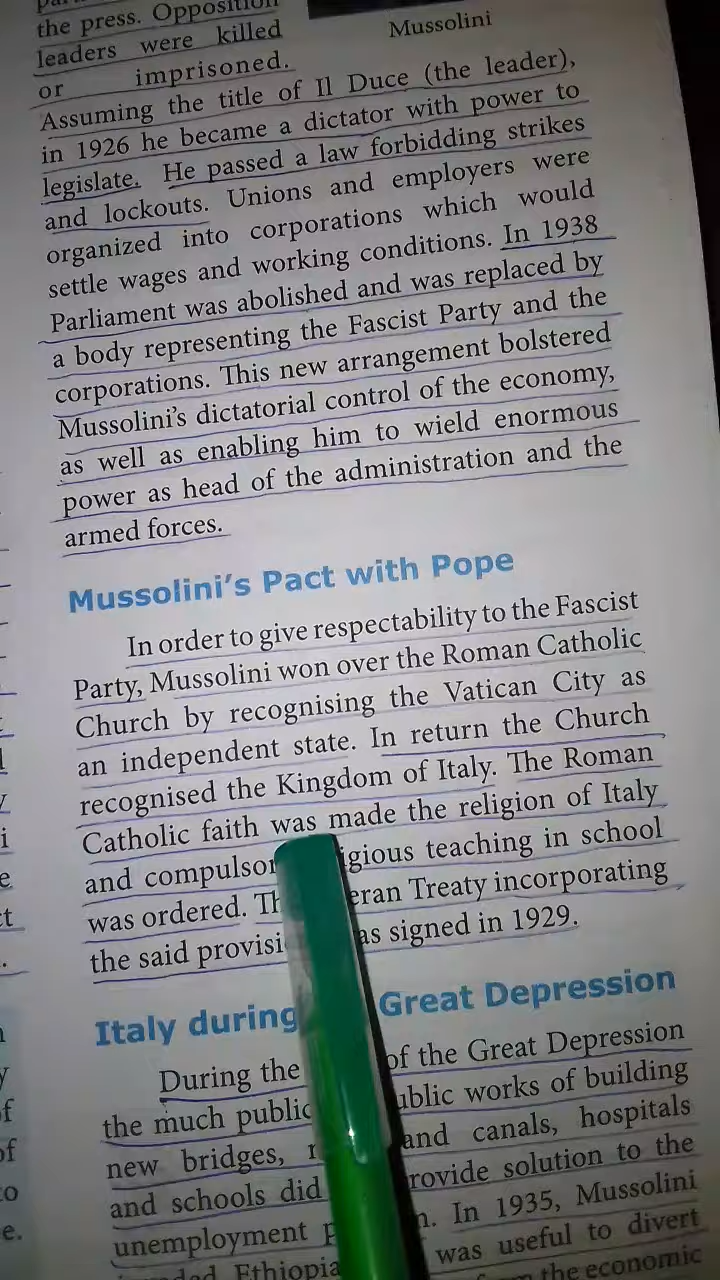 the press. Opposition
leaders were killed
or imprisoned.
Mussolini
Assuming the title of Il Duce (the leader),
in 1926 he became a dictator with power to
legislate. He passed a law forbidding strikes
and lockouts. Unions and employers were
organized into corporations which would
settle wages and working conditions. In 1938
Parliament was abolished and was replaced by
a body representing the Fascist Party and the
corporations. This new arrangement bolstered
Mussolini's dictatorial control of the economy,
as well as enabling him to wield enormous
power as head of the administration and the
armed forces.
Mussolini's Pact with Pope
In order to give respectability to the Fascist
Party, Mussolini won over the Roman Catholic
Church by recognising the Vatican City as
an independent state. In return the Church
recognised the Kingdom of Italy. The Roman
Catholic faith was made the religion of Italy
and teaching in school
was ordered. Treaty incorporating
the said signed in 1929.
Italy during Great Depression
During the of the Great Depression
the much public works of building
new bridges, and canals, hospitals
and schools did solution to the
unemployment In 1935, Mussolini
Ethiopia was useful to divert
the economic